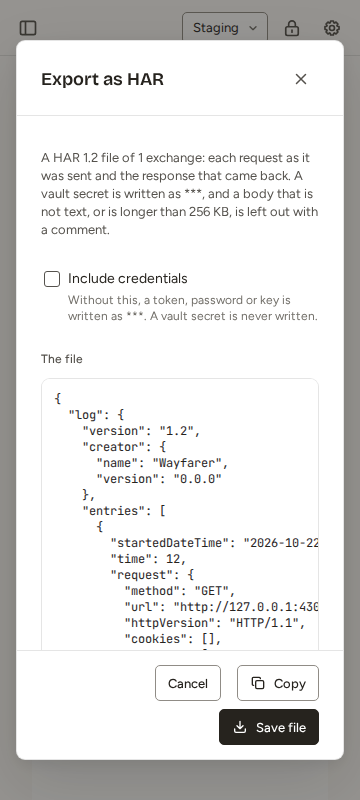 Staging
Export as HAR
A HAR 1.2 file of 1 exchange: each request as it
was sent and the response that came back. A
vault secret is written as ***, and a body that is
not text, or is longer than 256 KB, is left out with
a comment.
Include credentials
Without this, a token, password or key is
written as ***. A vault secret is never written.
The file
{
  "log": {
    "version": "1.2",
    "creator": {
      "name": "Wayfarer",
      "version": "0.0.0"
    },
    "entries": [
      {
        "startedDateTime": "2026-10-22
        "time": 12,
        "request": {
          "method": "GET",
          "url": "http://127.0.0.1:430
          "httpVersion": "HTTP/1.1",
          "cookies": [],
Cancel
Copy
Save file